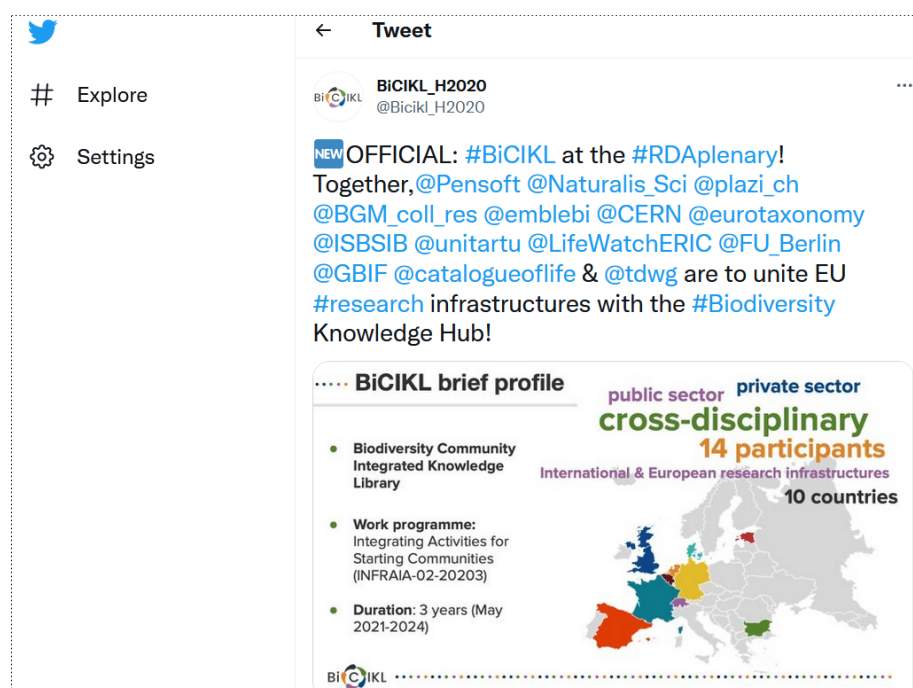 Tweet
Explore
Settings
BiCIKL
BiCIKL_H2020
@Bicikl_H2020
NEW OFFICIAL: #BiCIKL at the #RDAplenary!
Together,@Pensoft @Naturalis_Sci @plazi_ch
@BGM_coll_res @emblebi @CERN @eurotaxonomy
@ISBSIB @unitartu @LifeWatchERIC @FU_Berlin
@GBIF @catalogueoflife & @tdwg are to unite EU
#research infrastructures with the #Biodiversity
Knowledge Hub!
BiCIKL brief profile
Biodiversity Community
Integrated Knowledge
Library
Work programme:
Integrating Activities for
Starting Communities
(INFRAIA-02-20203)
Duration: 3 years (May
2021-2024)
public sector private sector
cross-disciplinary
14 participants
International & European research infrastructures
10 countries
BiCIKL